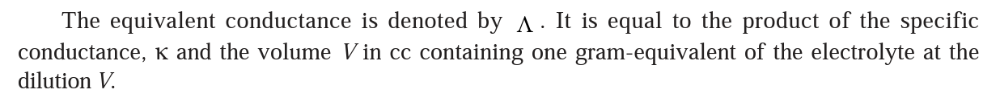 The equivalent conductance is denoted by Λ. It is equal to the product of the specific
conductance, κ and the volume V in cc containing one gram-equivalent of the electrolyte at the
dilution V.